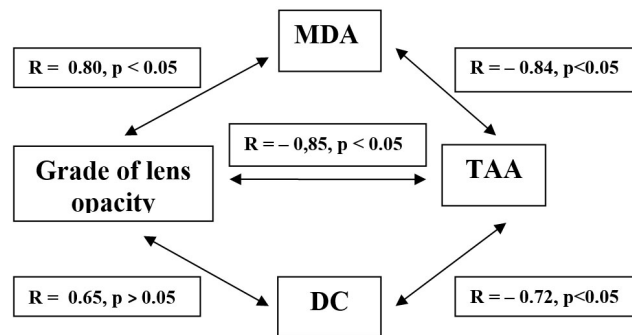 MDA
R = 0.80, p < 0.05
R = – 0.84, p<0.05
R = – 0,85, p < 0.05
Grade of lens
opacity
TAA
R = 0.65, p > 0.05
DC
R = – 0.72, p<0.05